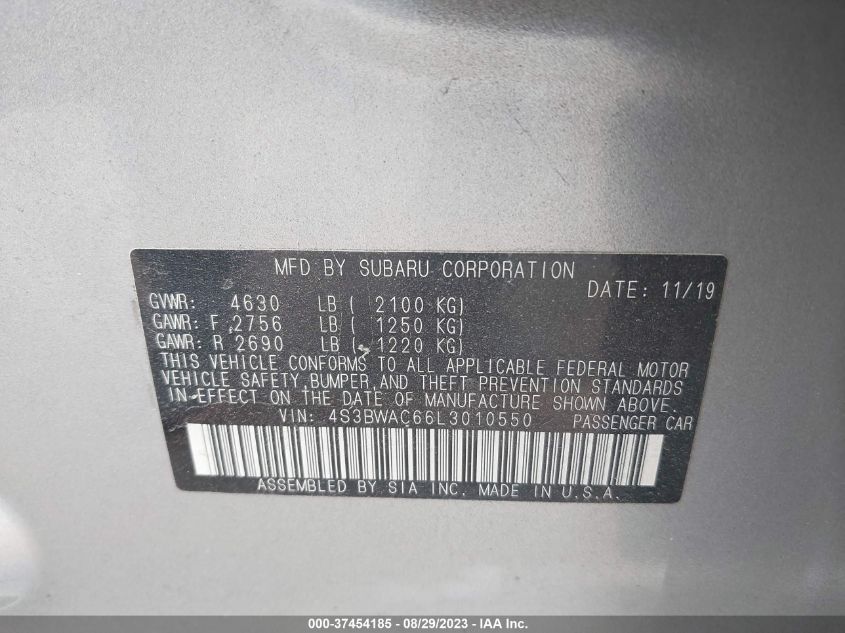 MFD BY SUBARU CORPORATION
DATE: 11/19
GVWR: 4630 LB ( 2100 KG)
GAWR: F 2756 LB ( 1250 KG)
GAWR: R 2690 LB ( 1220 KG)
THIS VEHICLE CONFORMS TO ALL APPLICABLE FEDERAL MOTOR
VEHICLE SAFETY, BUMPER, AND THEFT PREVENTION STANDARDS
IN EFFECT ON THE DATE OF MANUFACTURE SHOWN ABOVE.
VIN: 4S3BWAC66L3010550 PASSENGER CAR
ASSEMBLED BY SIA INC. MADE IN U.S.A.
000-37454185 - 08/29/2023 - IAA Inc.